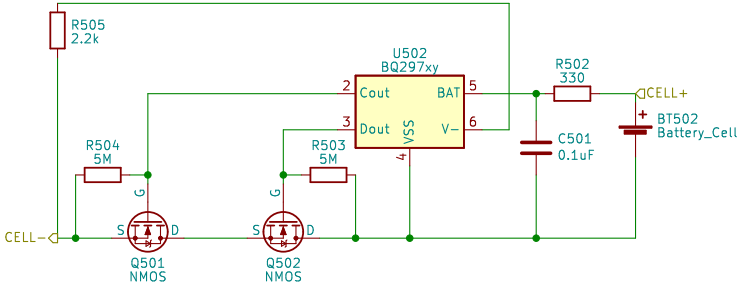 R505
2.2k
U502
BQ297xy
R502
330
2
Cout
BAT
5
CELL+
BT502
Battery_Cell
+
3
Dout
VSS
V-
6
4
C501
0.1uF
R504
5M
R503
5M
G
G
CELL-
S
D
S
D
Q501
NMOS
Q502
NMOS